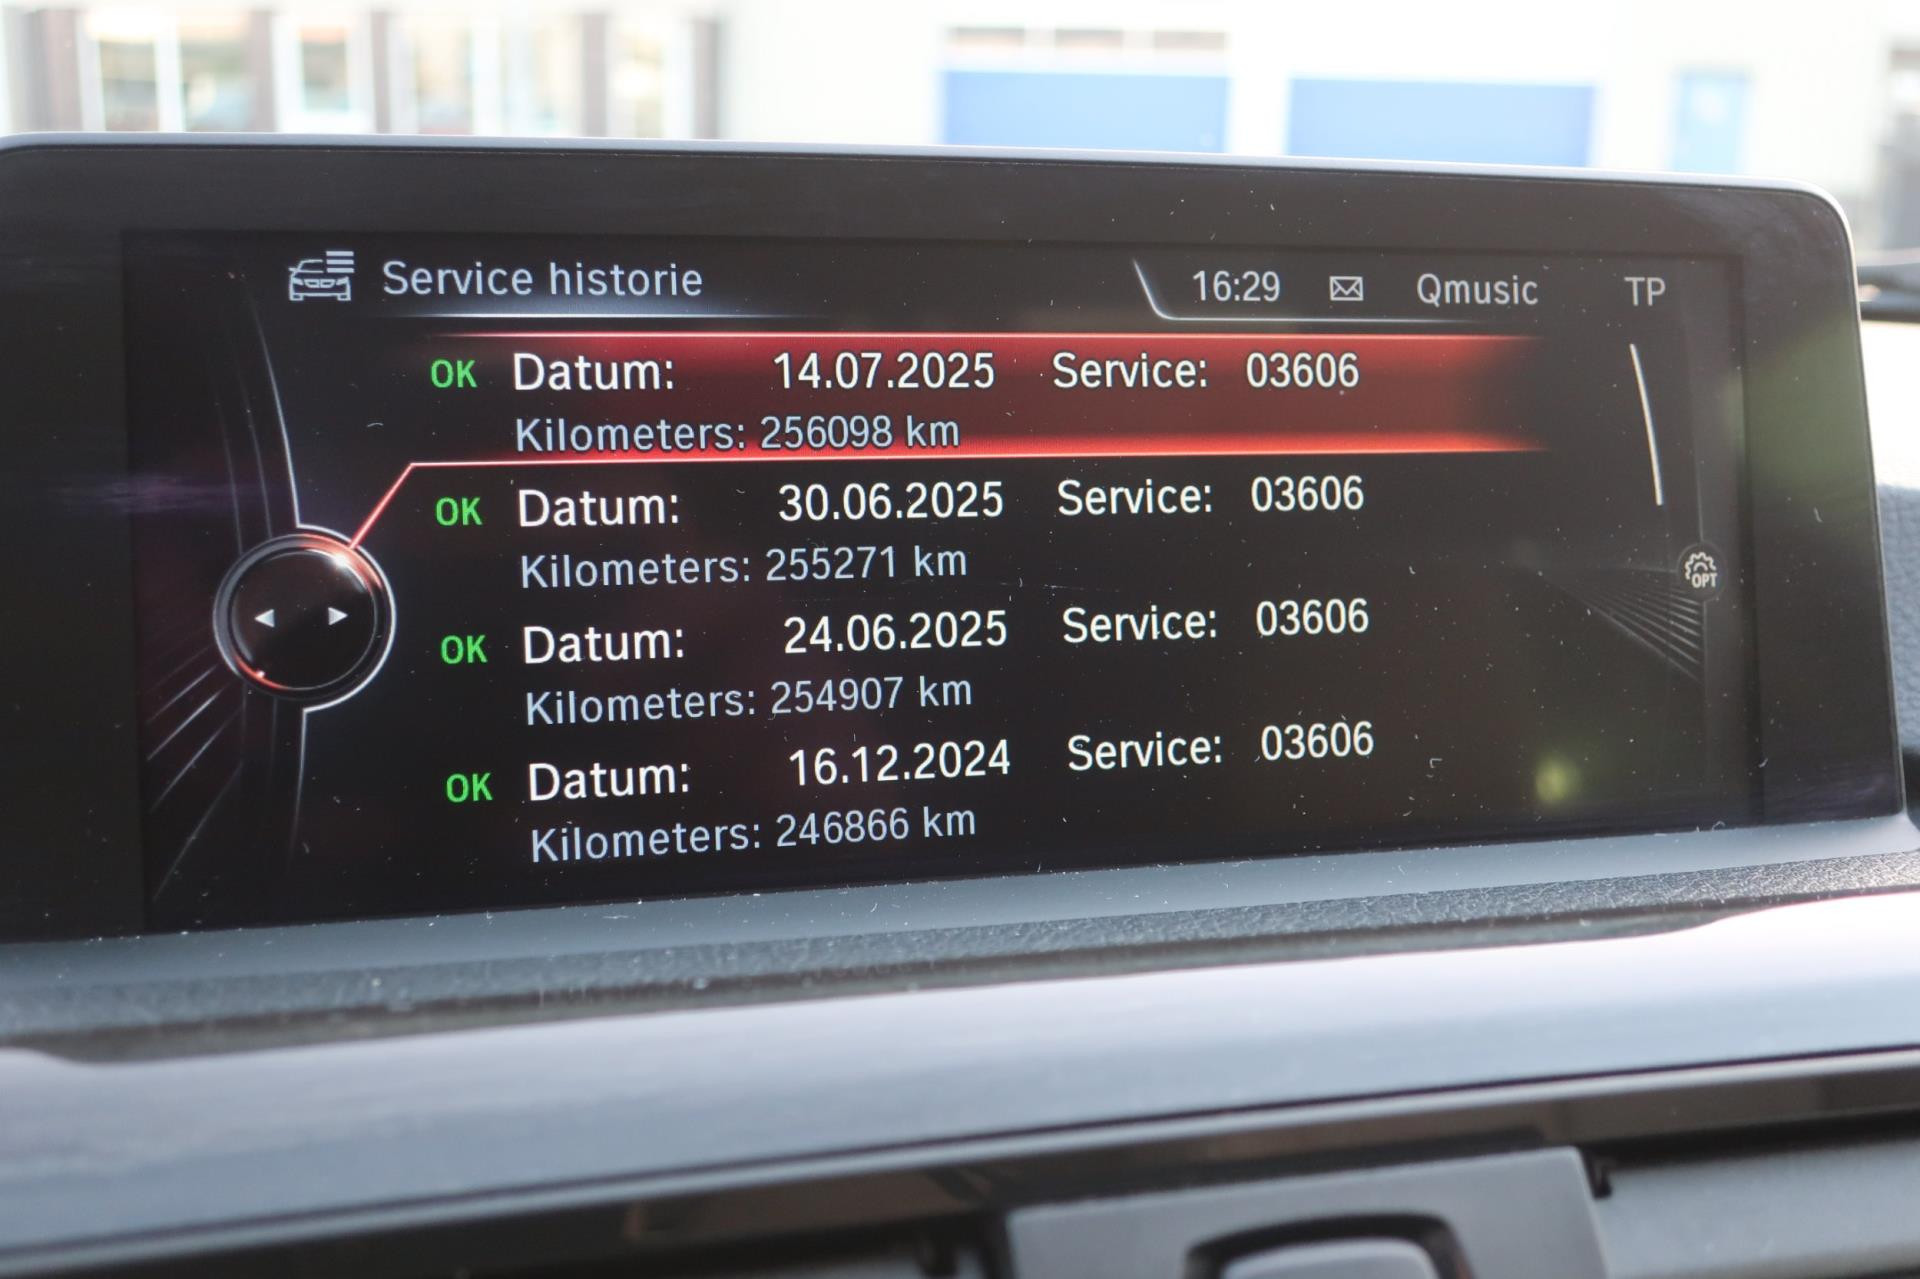 Service historie 16:29 Qmusic TP
OK Datum: 14.07.2025 Service: 03606
Kilometers: 256098 km
OK Datum: 30.06.2025 Service: 03606
Kilometers: 255271 km
OPT
OK Datum: 24.06.2025 Service: 03606
Kilometers: 254907 km
OK Datum: 16.12.2024 Service: 03606
Kilometers: 246866 km